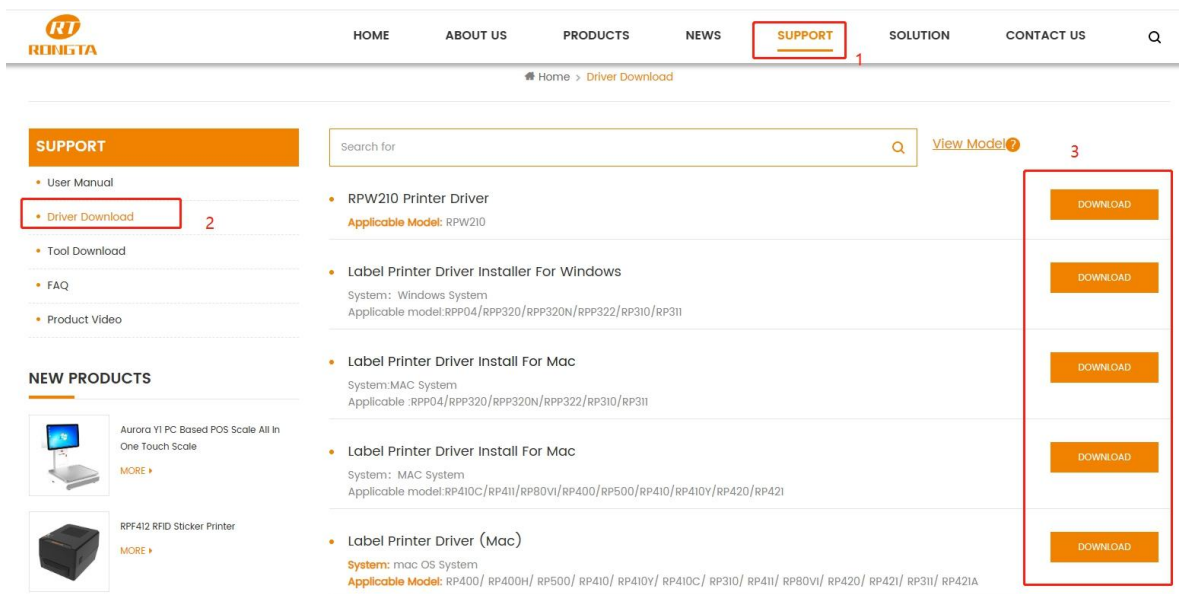 RT
RONGTA
HOME ABOUT US PRODUCTS NEWS SUPPORT SOLUTION CONTACT US
1
Home > Driver Download
SUPPORT
• User Manual
• Driver Download
2
• Tool Download
• FAQ
• Product Video
NEW PRODUCTS
Aurora Y1 PC Based POS Scale All In
One Touch Scale
MORE
RPF412 RFID Sticker Printer
MORE
Search for
View Model?
3
• RPW210 Printer Driver
Applicable Model: RPW210
DOWNLOAD
• Label Printer Driver Installer For Windows
System: Windows System
Applicable model:RPP04/RPP320/RPP320N/RPP322/RP310/RP311
DOWNLOAD
• Label Printer Driver Install For Mac
System:MAC System
Applicable :RPP04/RPP320/RPP320N/RPP322/RP310/RP311
DOWNLOAD
• Label Printer Driver Install For Mac
System: MAC System
Applicable model:RP410C/RP411/RP80VI/RP400/RP500/RP410/RP410Y/RP420/RP421
DOWNLOAD
• Label Printer Driver (Mac)
System: mac OS System
Applicable Model: RP400/ RP400H/ RP500/ RP410/ RP410Y/ RP410C/ RP310/ RP411/ RP80VI/ RP420/ RP421/ RP311/ RP421A
DOWNLOAD